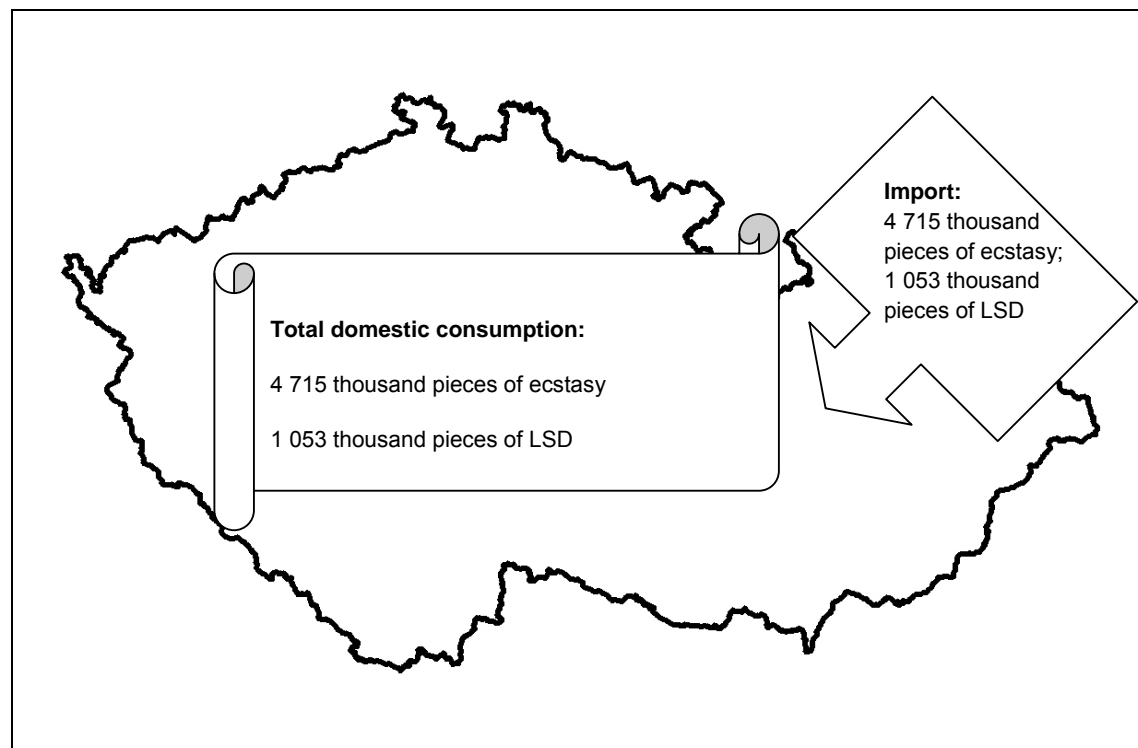 Import:
4 715 thousand
pieces of ecstasy;
1 053 thousand
pieces of LSD
Total domestic consumption:
4 715 thousand pieces of ecstasy
1 053 thousand pieces of LSD